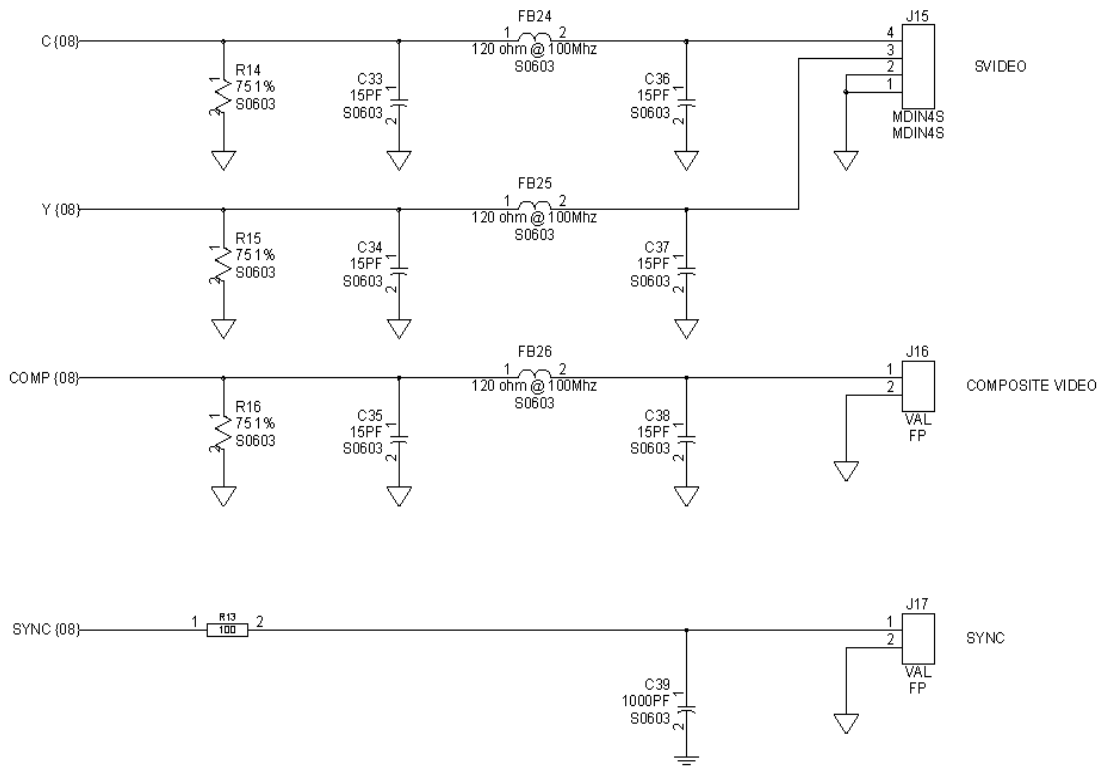 FB24
J15
C {08}
1 2
120 ohm @ 100Mhz
S0603
4
3
2
1
SVIDEO
MDIN4S
MDIN4S
R14
751%
S0603
1
2
C33
15PF
S0603
1
2
C36
15PF
S0603
1
2
FB25
Y {08}
1 2
120 ohm @ 100Mhz
S0603
R15
751%
S0603
1
2
C34
15PF
S0603
1
2
C37
15PF
S0603
1
2
FB26
J16
COMP {08}
1 2
120 ohm @ 100Mhz
S0603
1
2
COMPOSITE VIDEO
VAL
FP
R16
751%
S0603
1
2
C35
15PF
S0603
1
2
C38
15PF
S0603
1
2
J17
SYNC {08}
1 2
R13
100
1
2
SYNC
VAL
FP
C39
1000PF
S0603
1
2